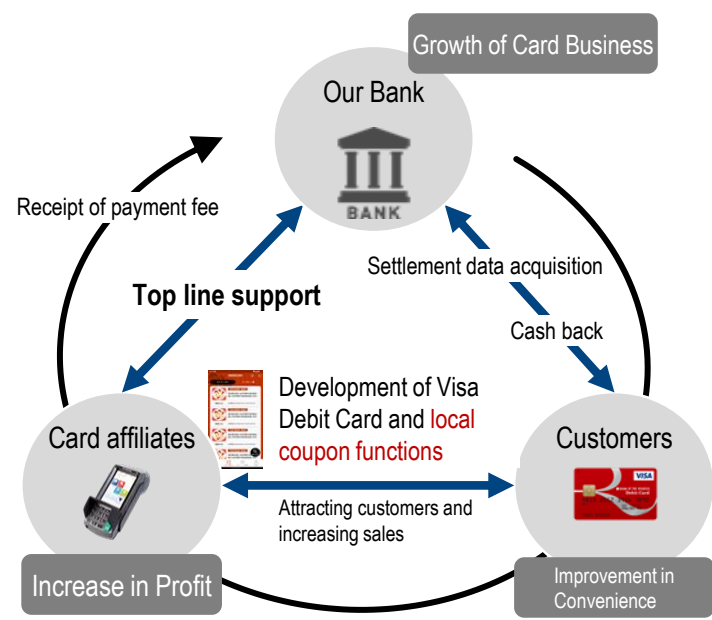 Growth of Card Business
Our Bank
BANK
Receipt of payment fee
Settlement data acquisition
Top line support
Cash back
Development of Visa
Debit Card and local
coupon functions
Card affiliates
Customers
VISA
Debit Card
Attracting customers and
increasing sales
Increase in Profit
Improvement in
Convenience